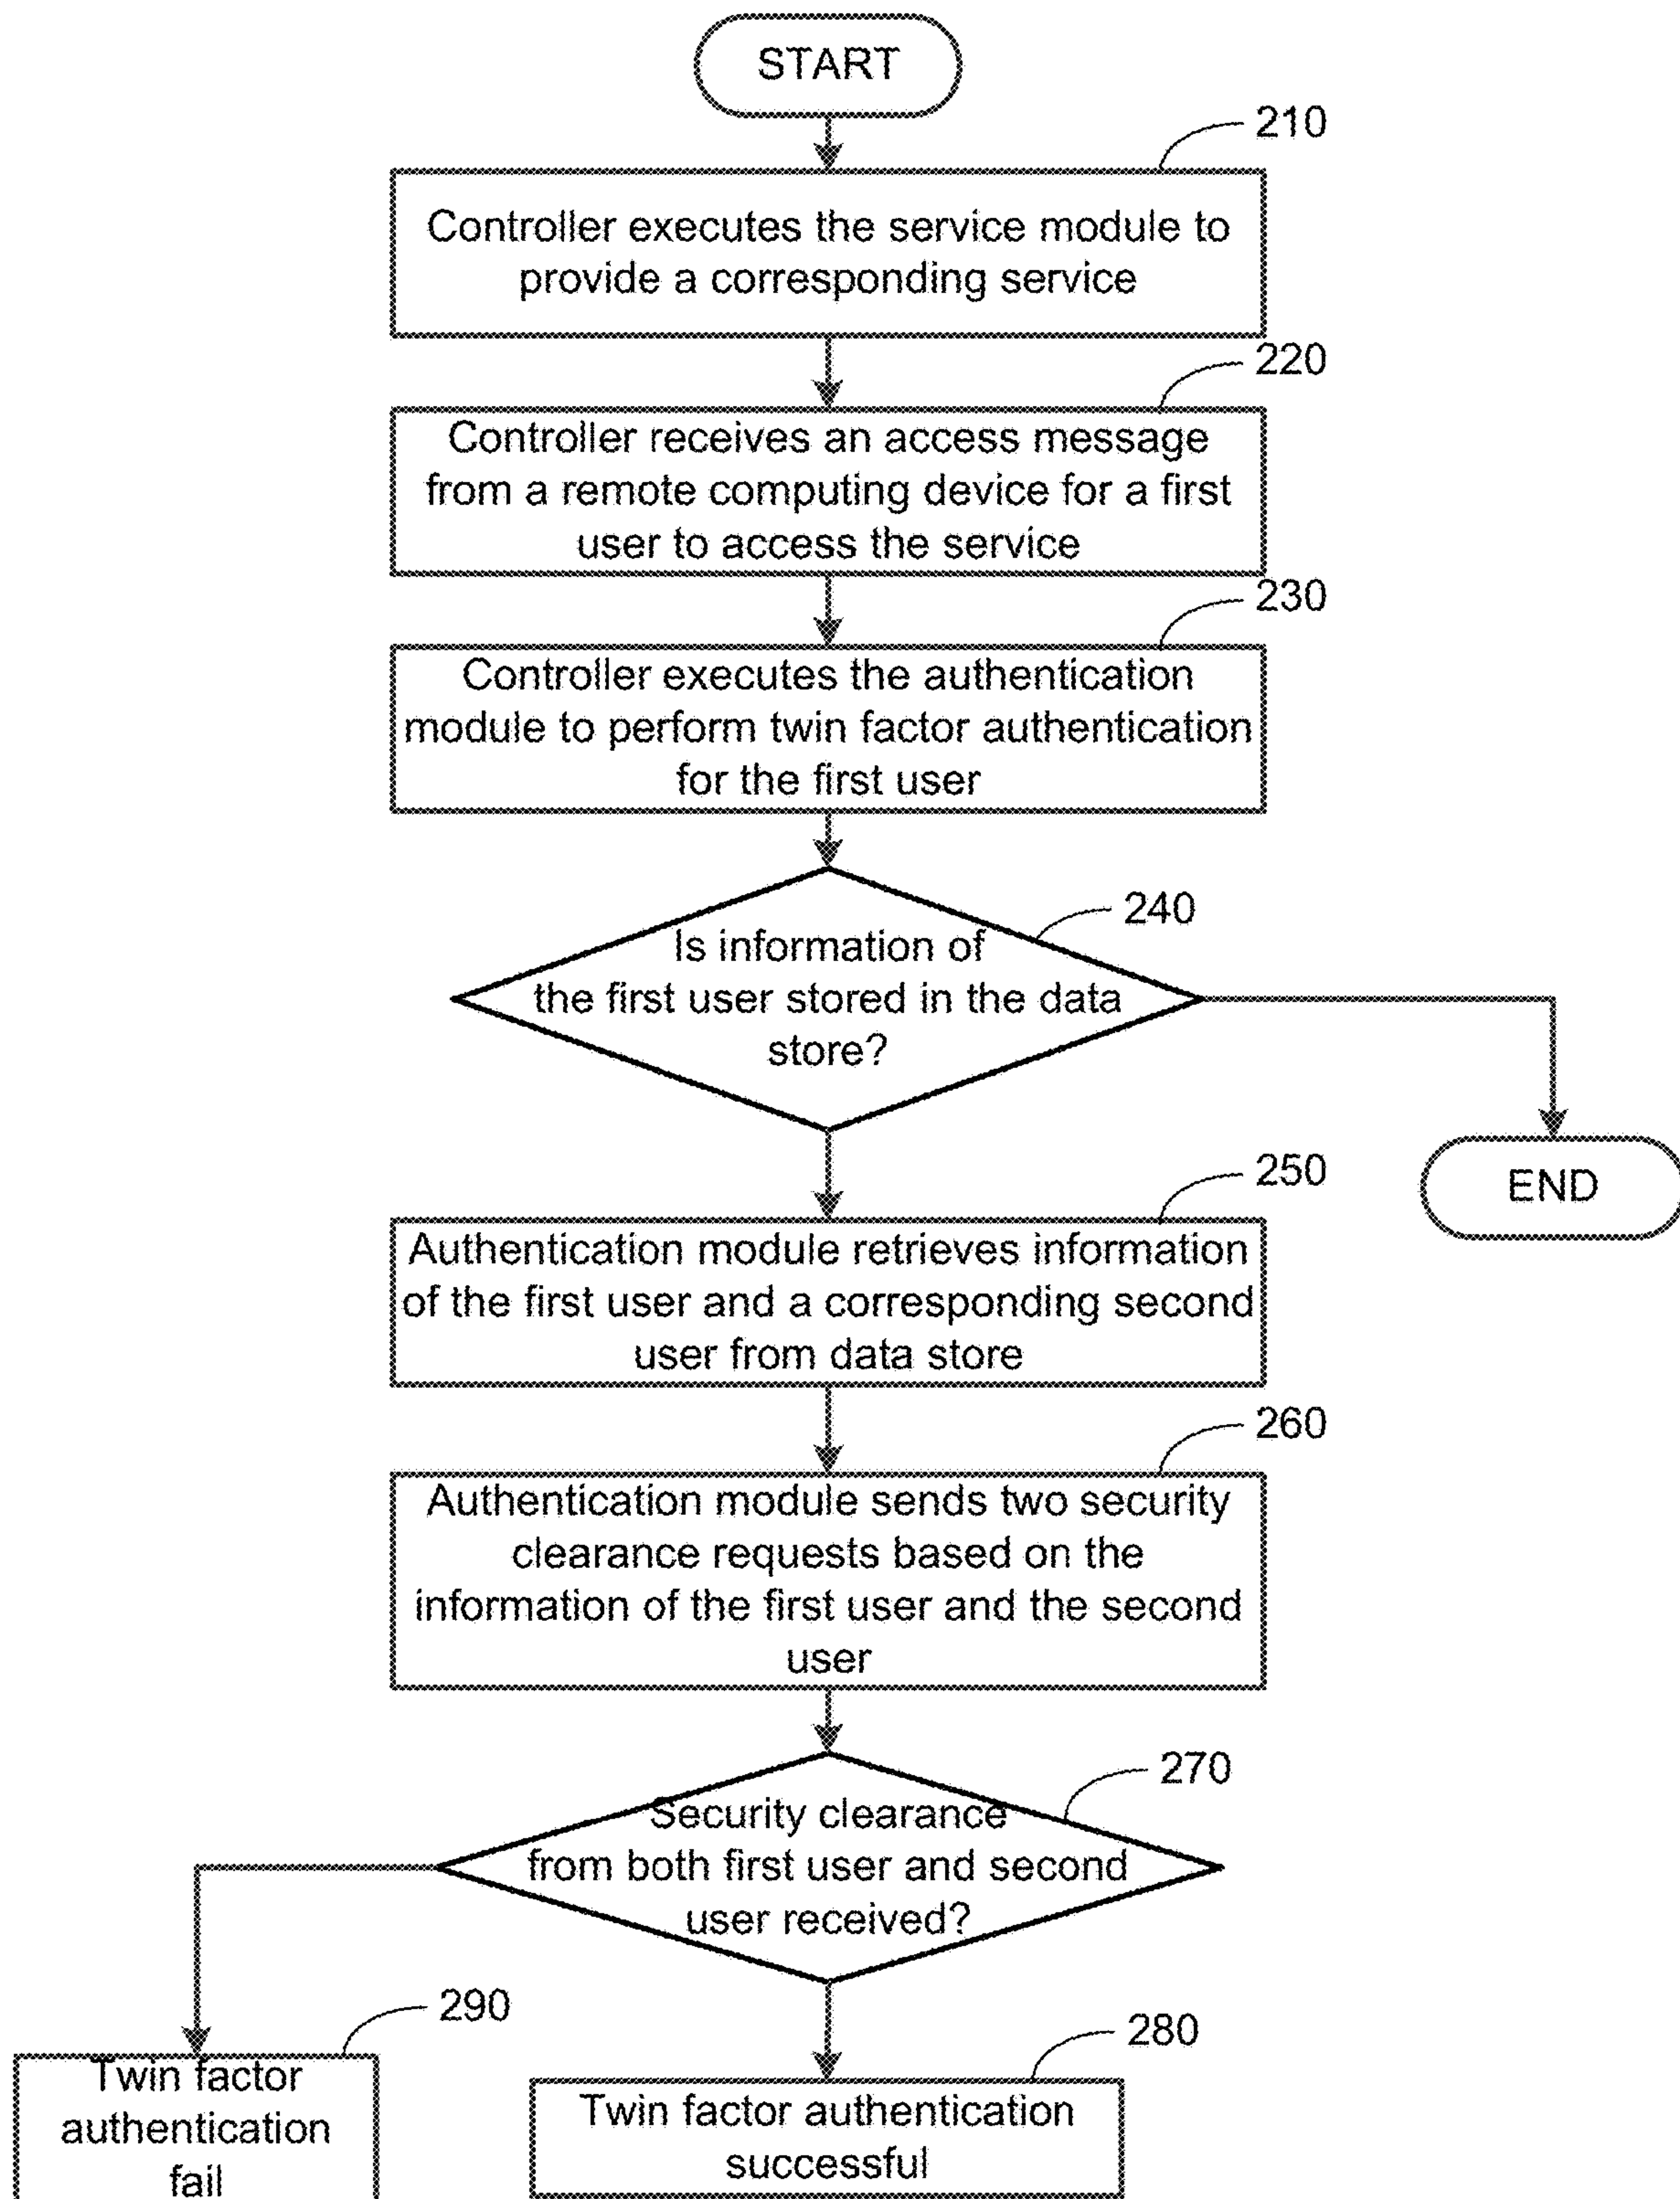 START
210
Controller executes the service module to
provide a corresponding service
220
Controller receives an access message
from a remote computing device for a first
user to access the service
230
Controller executes the authentication
module to perform twin factor authentication
for the first user
240
Is information of
the first user stored in the data
store?
END
250
Authentication module retrieves information
of the first user and a corresponding second
user from data store
260
Authentication module sends two security
clearance requests based on the
information of the first user and the second
user
270
Security clearance
from both first user and second
user received?
290
Twin factor
authentication
fail
280
Twin factor authentication
successful